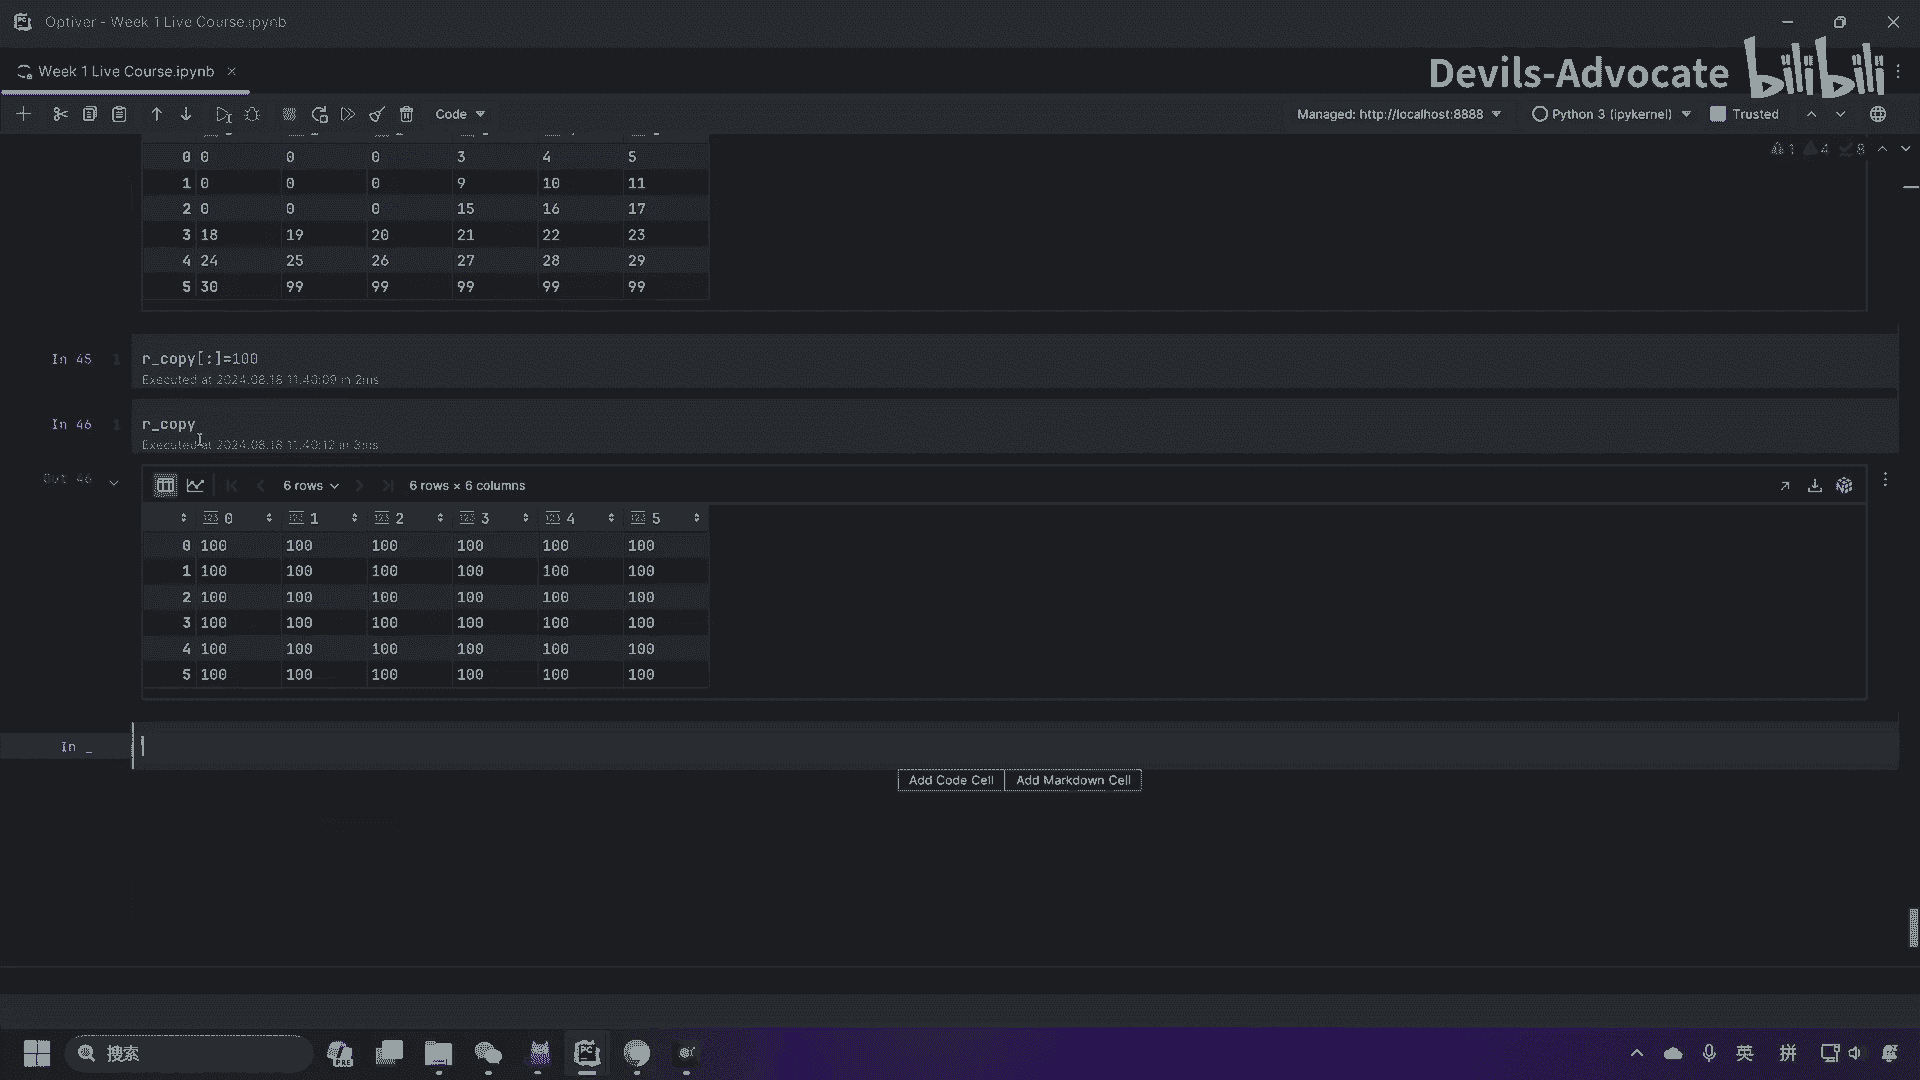 Optiver - Week 1 Live Course.ipynb
Week 1 Live Course.ipynb
Devils-Advocate bilibili
Code
Managed: http://localhost:8888
Python 3 (ipykernel)
Trusted
1 4 8
0 0 0 0 3 4 5
1 0 0 0 9 10 11
2 0 0 0 15 16 17
3 18 19 20 21 22 23
4 24 25 26 27 28 29
5 30 99 99 99 99 99
In 45 1 r_copy[:]=100
Executed at 2024.08.18 11:40:09 in 2ms
In 46 1 r_copy
Executed at 2024.08.18 11:40:12 in 3ms
Out 46
6 rows 6 rows × 6 columns
123 0 123 1 123 2 123 3 123 4 123 5
0 100 100 100 100 100 100
1 100 100 100 100 100 100
2 100 100 100 100 100 100
3 100 100 100 100 100 100
4 100 100 100 100 100 100
5 100 100 100 100 100 100
In _
Add Code Cell Add Markdown Cell
搜索
PRE
PC
英 拼